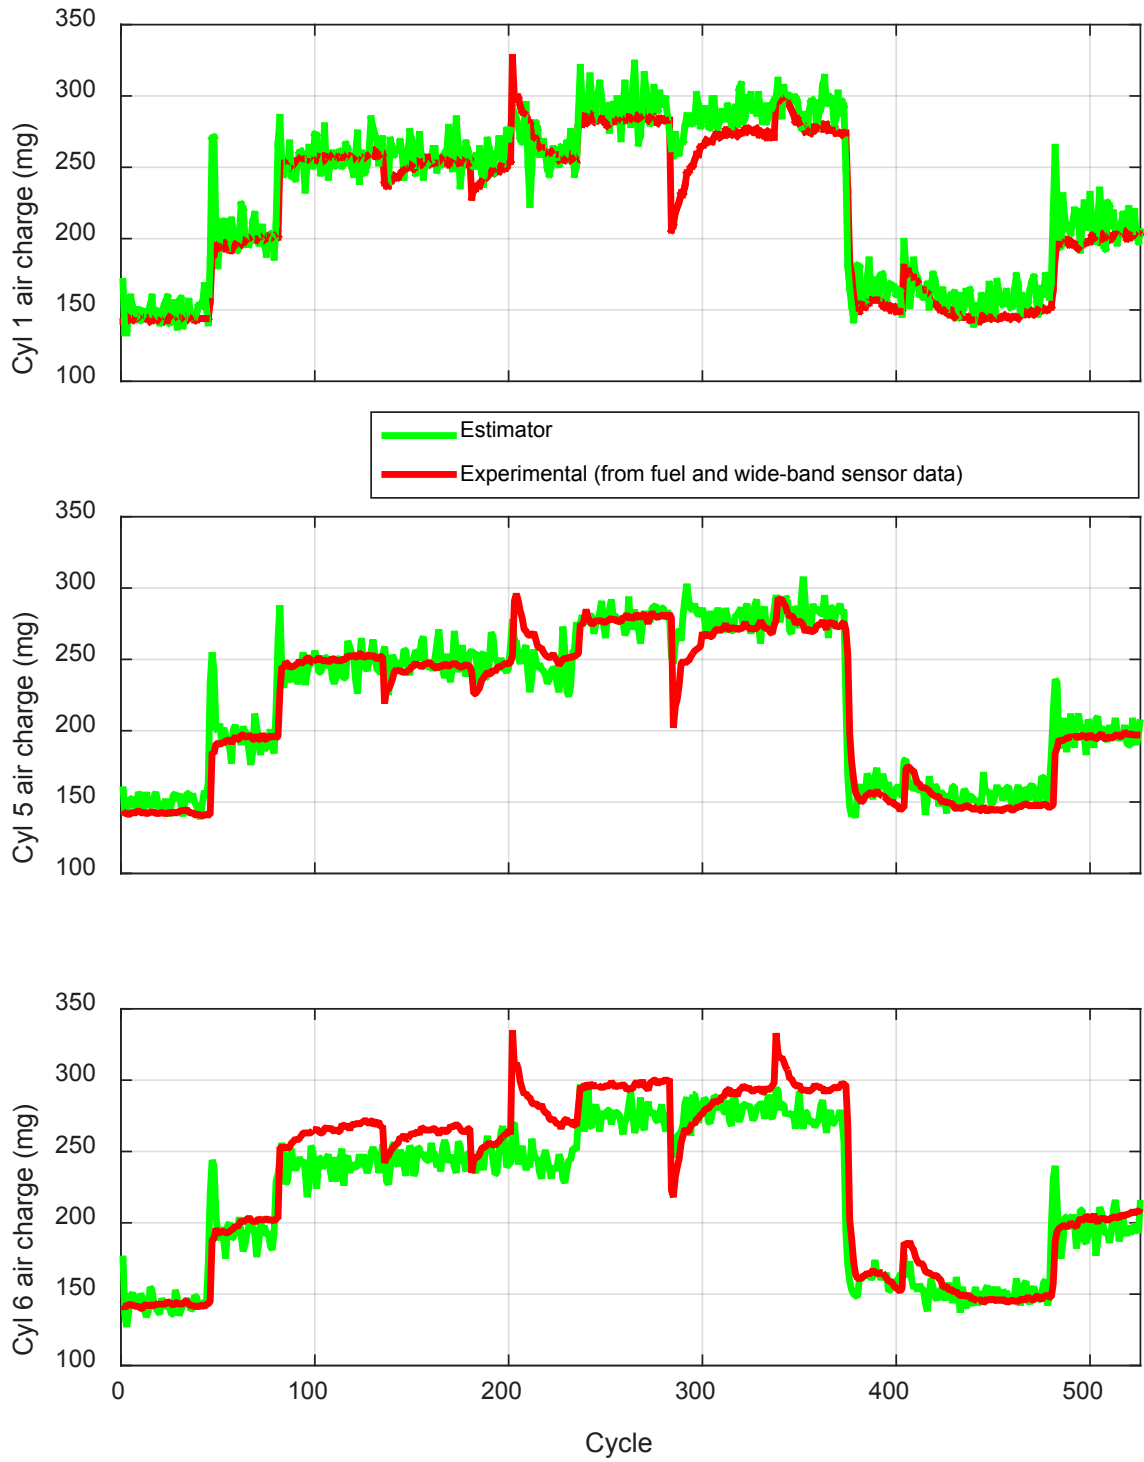 350
300
250
200
150
100
Cyl 1 air charge (mg)
Estimator
Experimental (from fuel and wide-band sensor data)
350
300
250
200
150
100
Cyl 5 air charge (mg)
350
300
250
200
150
100
Cyl 6 air charge (mg)
0 100 200 300 400 500
Cycle